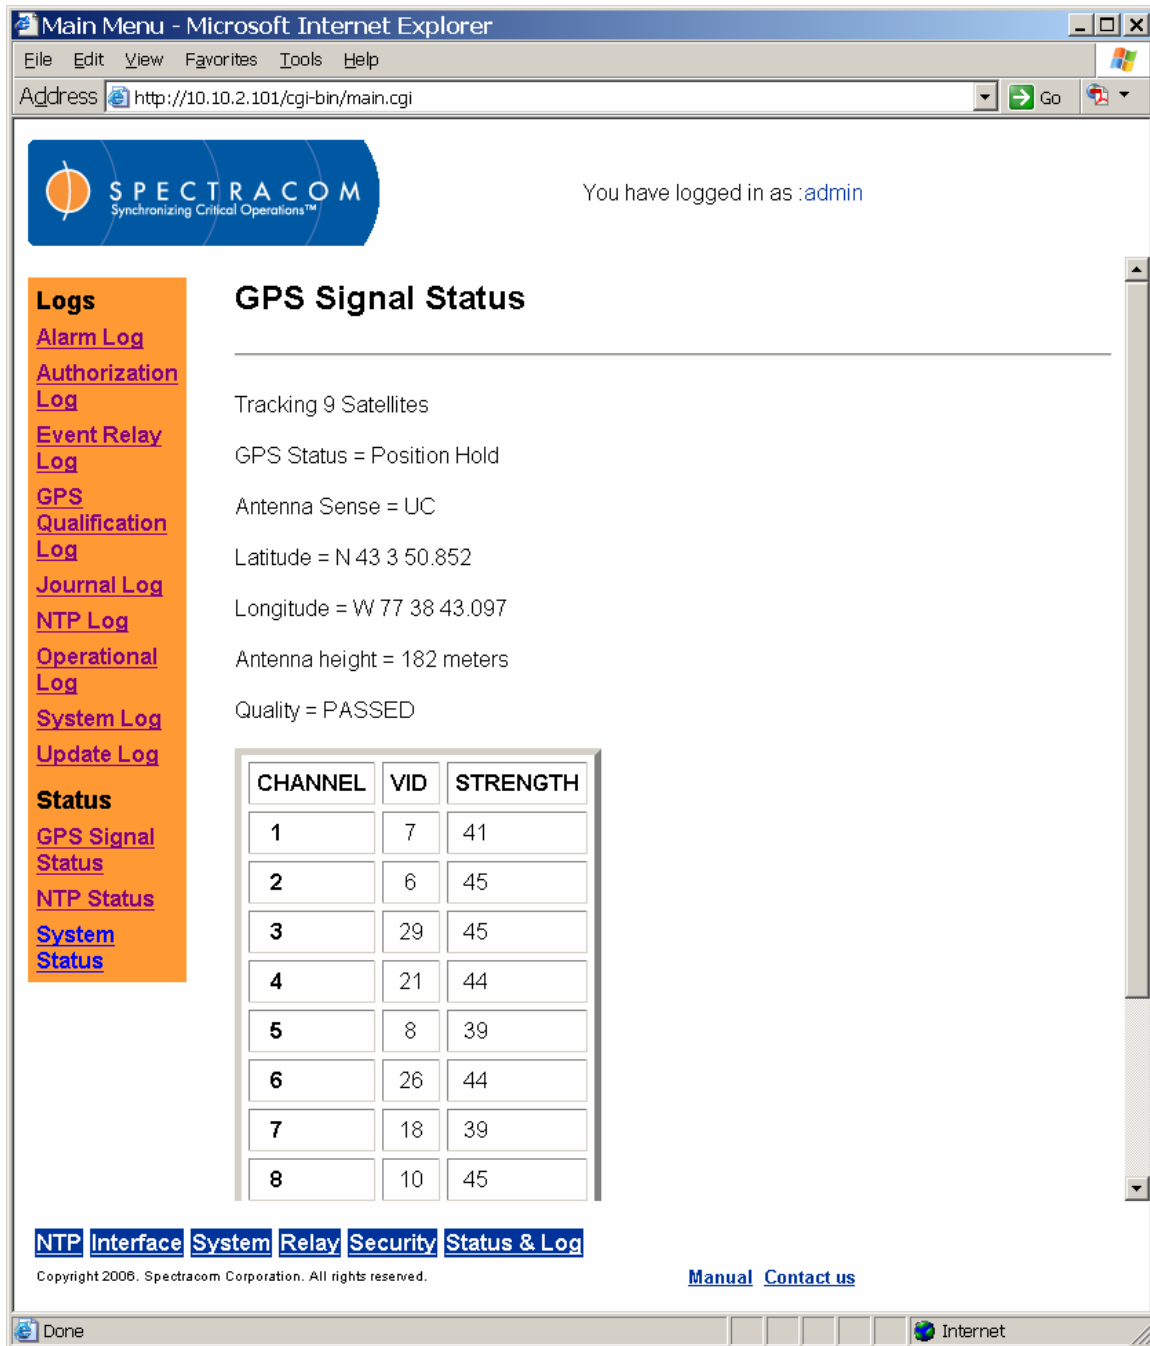 Main Menu - Microsoft Internet Explorer
File Edit View Favorites Tools Help
Address http://10.10.2.101/cgi-bin/main.cgi Go
SPECTRACOM
Synchronizing Critical Operations™
You have logged in as :admin
Logs
Alarm Log
Authorization
Log
Event Relay
Log
GPS
Qualification
Log
Journal Log
NTP Log
Operational
Log
System Log
Update Log
Status
GPS Signal
Status
NTP Status
System
Status
GPS Signal Status
Tracking 9 Satellites
GPS Status = Position Hold
Antenna Sense = UC
Latitude = N 43 3 50.852
Longitude = W 77 38 43.097
Antenna height = 182 meters
Quality = PASSED
CHANNEL VID STRENGTH
1 7 41
2 6 45
3 29 45
4 21 44
5 8 39
6 26 44
7 18 39
8 10 45
NTP Interface System Relay Security Status & Log
Copyright 2006. Spectracom Corporation. All rights reserved.
Manual Contact us
Done Internet